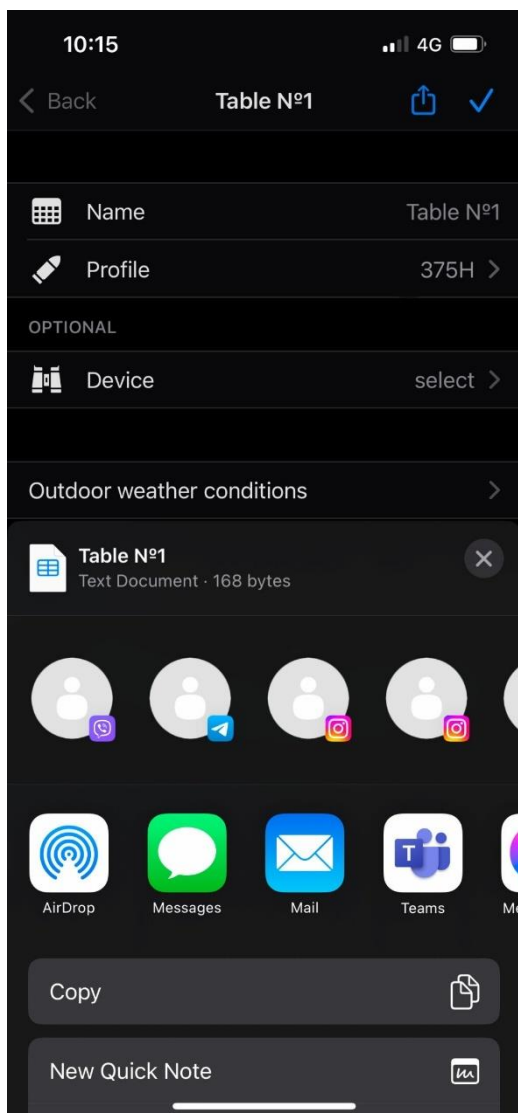 10:15 4G
Back Table Nº1
Name Table Nº1
Profile 375H
OPTIONAL
Device select
Outdoor weather conditions
Table Nº1
Text Document · 168 bytes
AirDrop Messages Mail Teams Me
Copy
New Quick Note